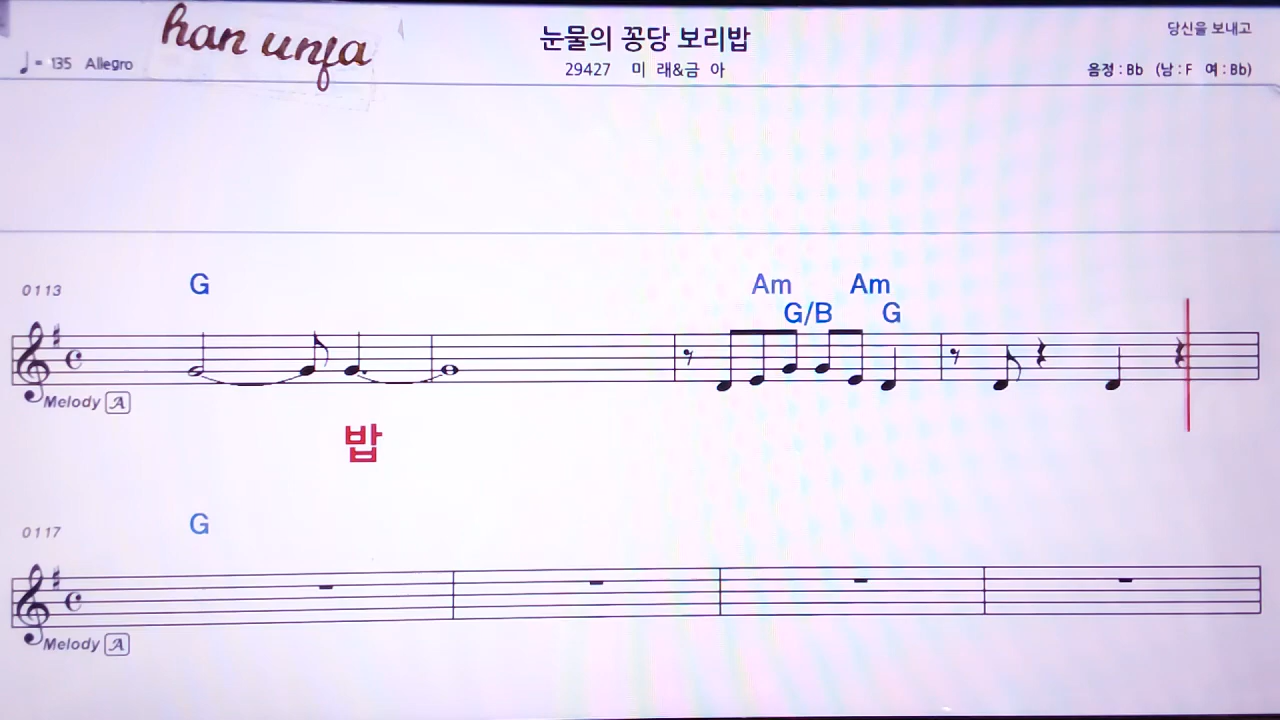 han unfa
눈물의 꽁당 보리밥
당신을 보내고
♩= 135 Allegro
29427 미 래&금 아
음정 : Bb (남 : F 여 : Bb)
0113
G
Am Am
G/B G
Melody A
밥
0117
G
Melody A